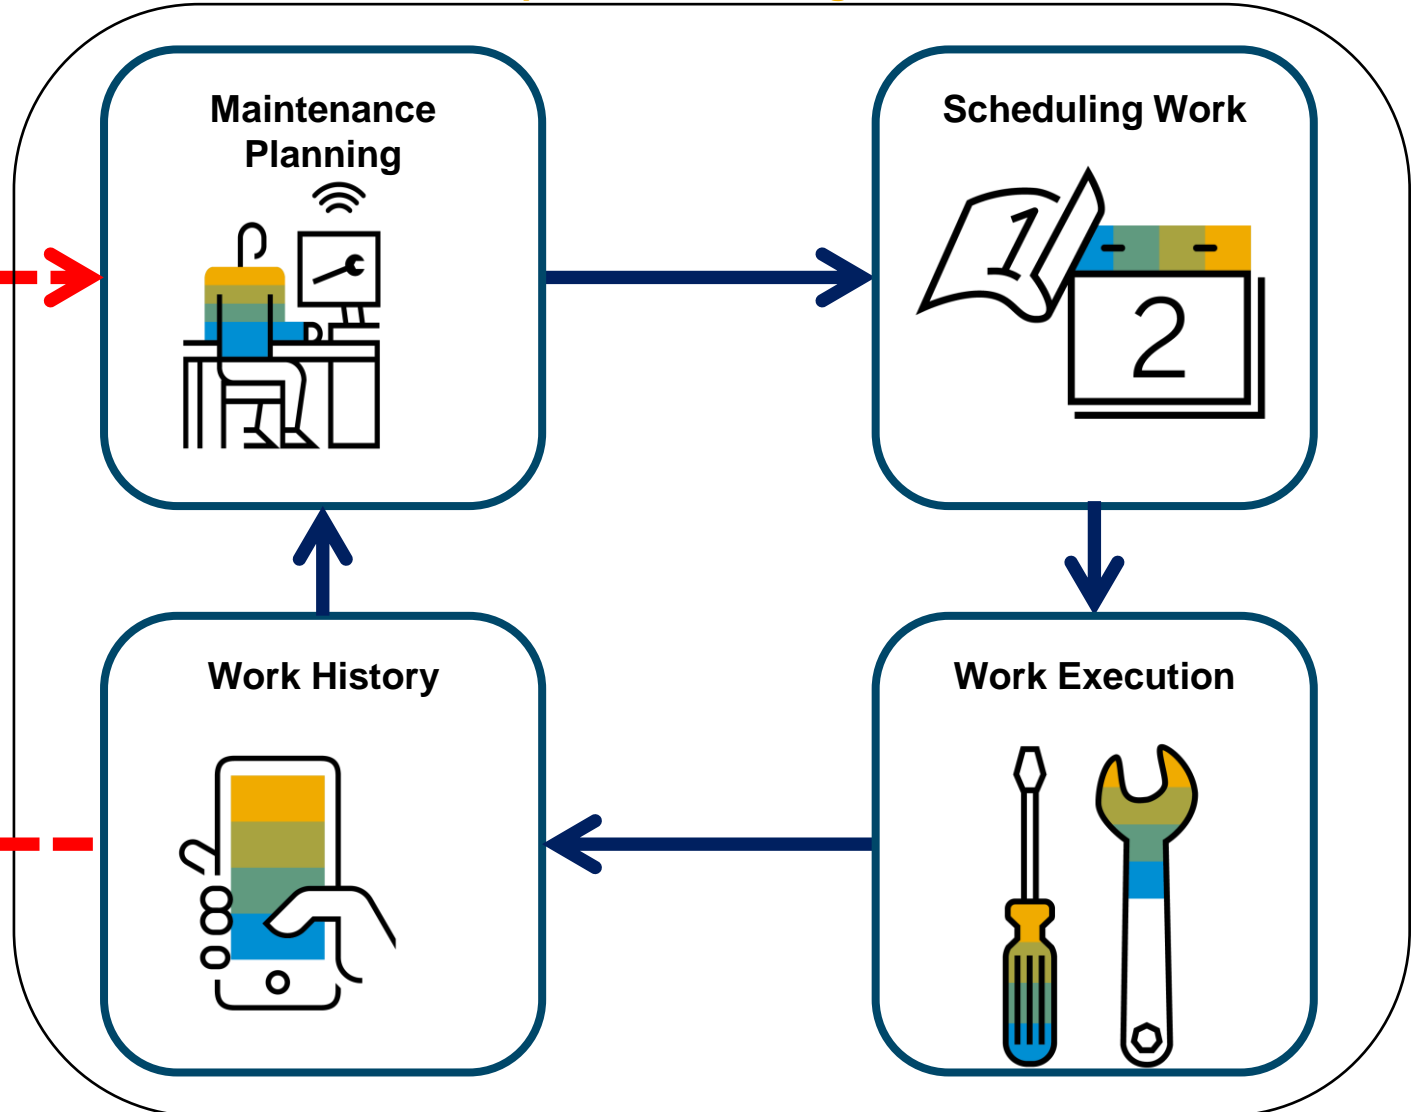 Maintenance
Planning
Scheduling Work
1
2
Work History
Work Execution